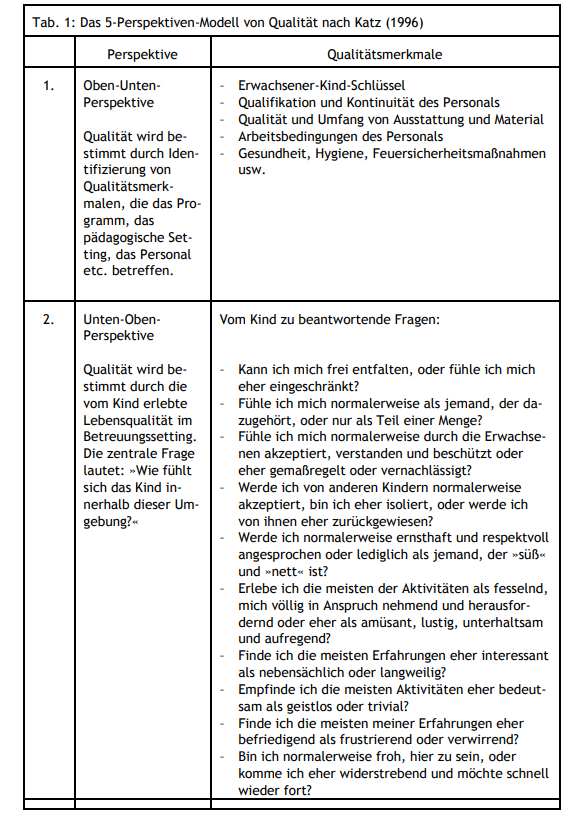 Tab. 1: Das 5-Perspektiven-Modell von Qualität nach Katz (1996)
Perspektive
Qualitätsmerkmale
1.
Oben-Unten-
Perspektive
Qualität wird be-
stimmt durch Iden-
tifizierung von
Qualitätsmerk-
malen, die das Pro-
gramm, das
pädagogische Set-
ting, das Personal
etc. betreffen.
- Erwachsener-Kind-Schlüssel
- Qualifikation und Kontinuität des Personals
- Qualität und Umfang von Ausstattung und Material
- Arbeitsbedingungen des Personals
- Gesundheit, Hygiene, Feuersicherheitsmaßnahmen
usw.
2.
Unten-Oben-
Perspektive
Qualität wird be-
stimmt durch die
vom Kind erlebte
Lebensqualität im
Betreuungssetting.
Die zentrale Frage
lautet: »Wie fühlt
sich das Kind in-
nerhalb dieser Um-
gebung?«
Vom Kind zu beantwortende Fragen:
- Kann ich mich frei entfalten, oder fühle ich mich
eher eingeschränkt?
- Fühle ich mich normalerweise als jemand, der da-
zugehört, oder nur als Teil einer Menge?
- Fühle ich mich normalerweise durch die Erwachse-
nen akzeptiert, verstanden und beschützt oder
eher gemaßregelt oder vernachlässigt?
- Werde ich von anderen Kindern normalerweise
akzeptiert, bin ich eher isoliert, oder werde ich
von ihnen eher zurückgewiesen?
- Werde ich normalerweise ernsthaft und respektvoll
angesprochen oder lediglich als jemand, der »süß«
und »nett« ist?
- Erlebe ich die meisten der Aktivitäten als fesselnd,
mich völlig in Anspruch nehmend und herausfor-
dernd oder eher als amüsant, lustig, unterhaltsam
und aufregend?
- Finde ich die meisten Erfahrungen eher interessant
als nebensächlich oder langweilig?
- Empfinde ich die meisten Aktivitäten eher bedeut-
sam als geistlos oder trivial?
- Finde ich die meisten meiner Erfahrungen eher
befriedigend als frustrierend oder verwirrend?
- Bin ich normalerweise froh, hier zu sein, oder
komme ich eher widerstrebend und möchte schnell
wieder fort?